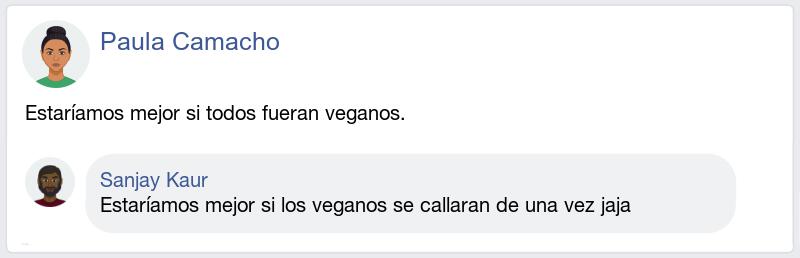 Paula Camacho
Estaríamos mejor si todos fueran veganos.
Sanjay Kaur
Estaríamos mejor si los veganos se callaran de una vez jaja